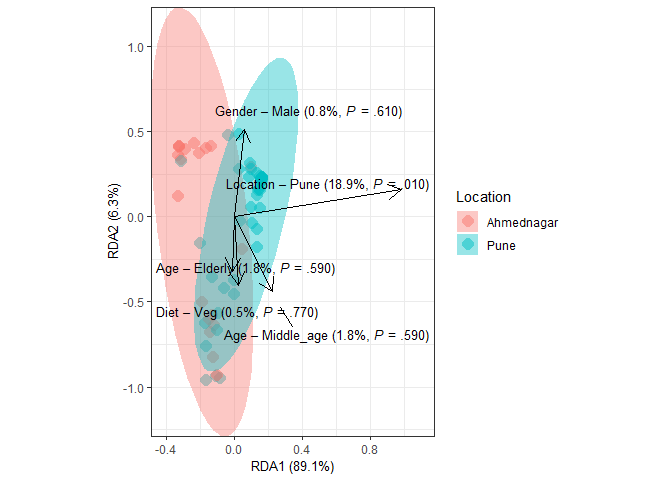 1.0
0.5
0.0
-0.5
-1.0
RDA2 (6.3%)
Gender – Male (0.8%, P = .610)
Location – Pune (18.9%, P = .010)
Age – Elderly (1.8%, P = .590)
Diet – Veg (0.5%, P = .770)
Age – Middle_age (1.8%, P = .590)
-0.4
0.0
0.4
0.8
RDA1 (89.1%)
Location
Ahmednagar
Pune